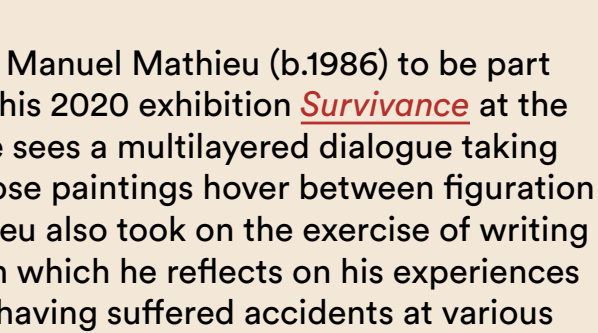 Manuel Mathieu (b.1986) to be part
his 2020 exhibition Survivance at the
sees a multilayered dialogue taking
paintings hover between figuration
also took on the exercise of writing
which he reflects on his experiences
having suffered accidents at various